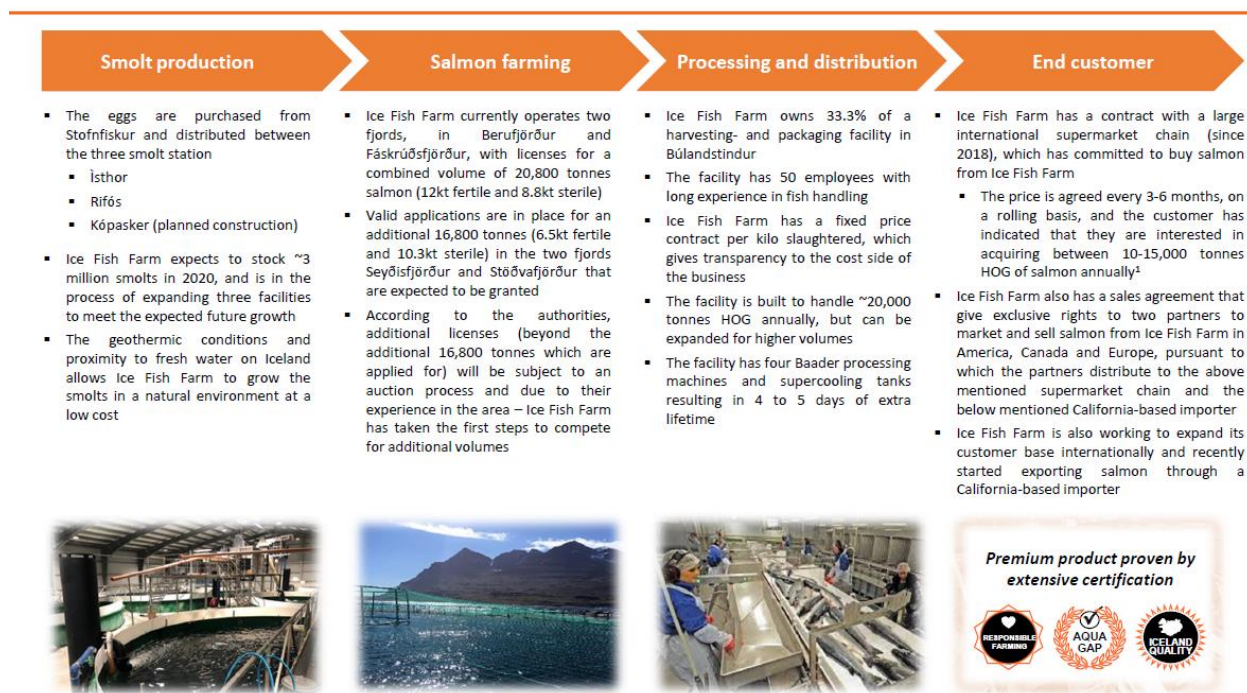 Smolt production
Salmon farming
Processing and distribution
End customer
▪ The eggs are purchased from
Stofnfiskur and distributed between
the three smolt station
▪ Ìsthor
▪ Rifós
▪ Kópasker (planned construction)
▪ Ice Fish Farm expects to stock ~3
million smolts in 2020, and is in the
process of expanding three facilities
to meet the expected future growth
▪ The geothermic conditions and
proximity to fresh water on Iceland
allows Ice Fish Farm to grow the
smolts in a natural environment at a
low cost
▪ Ice Fish Farm currently operates two
fjords, in Berufjörður and
Fáskrúðsfjörður, with licenses for a
combined volume of 20,800 tonnes
salmon (12kt fertile and 8.8kt sterile)
▪ Valid applications are in place for an
additional 16,800 tonnes (6.5kt fertile
and 10.3kt sterile) in the two fjords
Seyðisfjörður and Stöðvafjörður that
are expected to be granted
▪ According to the authorities,
additional licenses (beyond the
additional 16,800 tonnes which are
applied for) will be subject to an
auction process and due to their
experience in the area – Ice Fish Farm
has taken the first steps to compete
for additional volumes
▪ Ice Fish Farm owns 33.3% of a
harvesting- and packaging facility in
Búlandstindur
▪ The facility has 50 employees with
long experience in fish handling
▪ Ice Fish Farm has a fixed price
contract per kilo slaughtered, which
gives transparency to the cost side of
the business
▪ The facility is built to handle ~20,000
tonnes HOG annually, but can be
expanded for higher volumes
▪ The facility has four Baader processing
machines and supercooling tanks
resulting in 4 to 5 days of extra
lifetime
▪ Ice Fish Farm has a contract with a large
international supermarket chain (since
2018), which has committed to buy salmon
from Ice Fish Farm
▪ The price is agreed every 3-6 months, on
a rolling basis, and the customer has
indicated that they are interested in
acquiring between 10-15,000 tonnes
HOG of salmon annually¹
▪ Ice Fish Farm also has a sales agreement that
give exclusive rights to two partners to
market and sell salmon from Ice Fish Farm in
America, Canada and Europe, pursuant to
which the partners distribute to the above
mentioned supermarket chain and the
below mentioned California-based importer
▪ Ice Fish Farm is also working to expand its
customer base internationally and recently
started exporting salmon through a
California-based importer
Premium product proven by
extensive certification
RESPONSIBLE
FARMING
AQUA
GAP
ICELAND
QUALITY